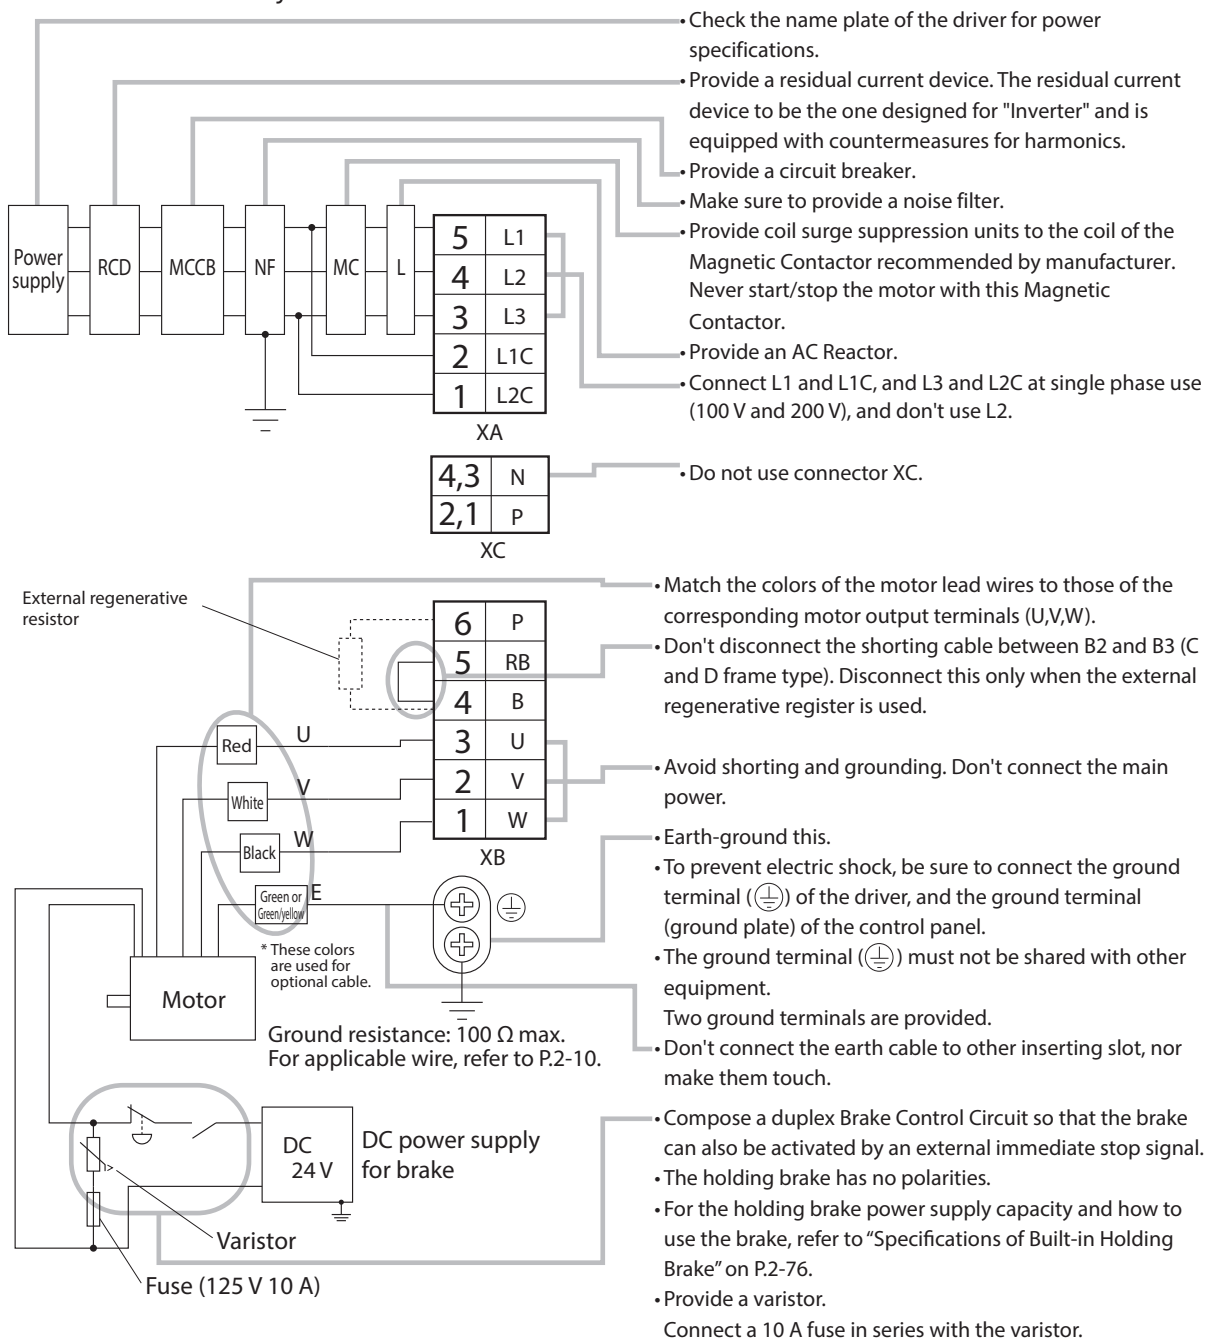 • Check the name plate of the driver for power
specifications.
• Provide a residual current device. The residual current
device to be the one designed for "Inverter" and is
equipped with countermeasures for harmonics.
• Provide a circuit breaker.
• Make sure to provide a noise filter.
• Provide coil surge suppression units to the coil of the
Magnetic Contactor recommended by manufacturer.
Never start/stop the motor with this Magnetic
Contactor.
• Provide an AC Reactor.
• Connect L1 and L1C, and L3 and L2C at single phase use
(100 V and 200 V), and don't use L2.
Power
supply
RCD
MCCB
NF
MC
L
5 L1
4 L2
3 L3
2 L1C
1 L2C
XA
4,3 N
2,1 P
XC
• Do not use connector XC.
External regenerative
resistor
6 P
5 RB
4 B
3 U
2 V
1 W
XB
Red U
White V
Black W
Green or
Green/yellow
E
* These colors
are used for
optional cable.
Motor
Ground resistance: 100 Ω max.
For applicable wire, refer to P.2-10.
• Match the colors of the motor lead wires to those of the
corresponding motor output terminals (U,V,W).
• Don't disconnect the shorting cable between B2 and B3 (C
and D frame type). Disconnect this only when the external
regenerative register is used.
• Avoid shorting and grounding. Don't connect the main
power.
• Earth-ground this.
• To prevent electric shock, be sure to connect the ground
terminal (⏚) of the driver, and the ground terminal
(ground plate) of the control panel.
• The ground terminal (⏚) must not be shared with other
equipment.
Two ground terminals are provided.
• Don't connect the earth cable to other inserting slot, nor
make them touch.
DC
24 V
DC power supply
for brake
Varistor
Fuse (125 V 10 A)
• Compose a duplex Brake Control Circuit so that the brake
can also be activated by an external immediate stop signal.
• The holding brake has no polarities.
• For the holding brake power supply capacity and how to
use the brake, refer to “Specifications of Built-in Holding
Brake” on P.2-76.
• Provide a varistor.
Connect a 10 A fuse in series with the varistor.